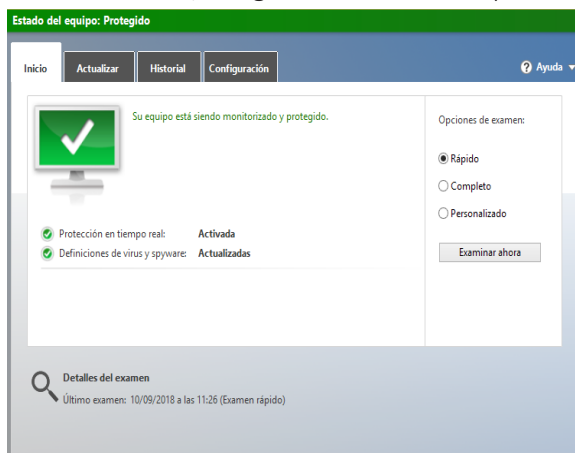 Estado del equipo: Protegido
Inicio Actualizar Historial Configuración ? Ayuda
Su equipo está siendo monitorizado y protegido.
Opciones de examen:
Rápido
Completo
Personalizado
Protección en tiempo real: Activada
Definiciones de virus y spyware: Actualizadas
Examinar ahora
Detalles del examen
Último examen: 10/09/2018 a las 11:26 (Examen rápido)